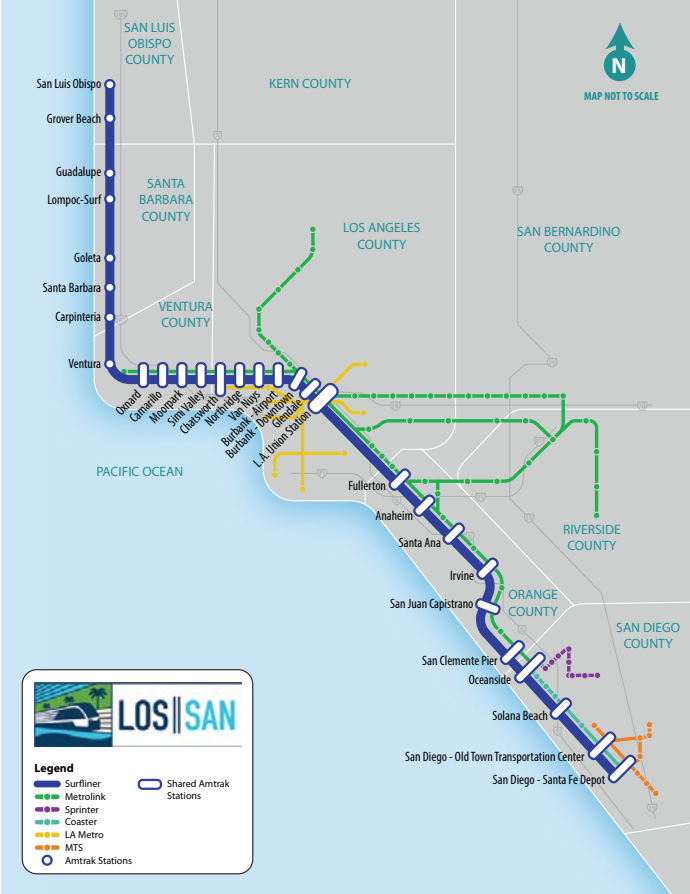 SAN LUIS
OBISPO
COUNTY
KERN COUNTY
N
MAP NOT TO SCALE
San Luis Obispo
Grover Beach
Guadalupe
Lompoc-Surf
SANTA
BARBARA
COUNTY
LOS ANGELES
COUNTY
SAN BERNARDINO
COUNTY
Goleta
Santa Barbara
Carpinteria
VENTURA
COUNTY
Ventura
Oxnard
Camarillo
Moorpark
Simi Valley
Chatsworth
Northridge
Van Nuys
Burbank - Airport
Burbank - Downtown
Glendale
L.A. Union Station
PACIFIC OCEAN
Fullerton
Anaheim
Santa Ana
RIVERSIDE
COUNTY
Irvine
San Juan Capistrano
ORANGE
COUNTY
SAN DIEGO
COUNTY
San Clemente Pier
Oceanside
Solana Beach
San Diego - Old Town Transportation Center
San Diego - Santa Fe Depot
LOS SAN
Legend
Surfliner
Metrolink
Sprinter
Coaster
LA Metro
MTS
Amtrak Stations
Shared Amtrak
Stations